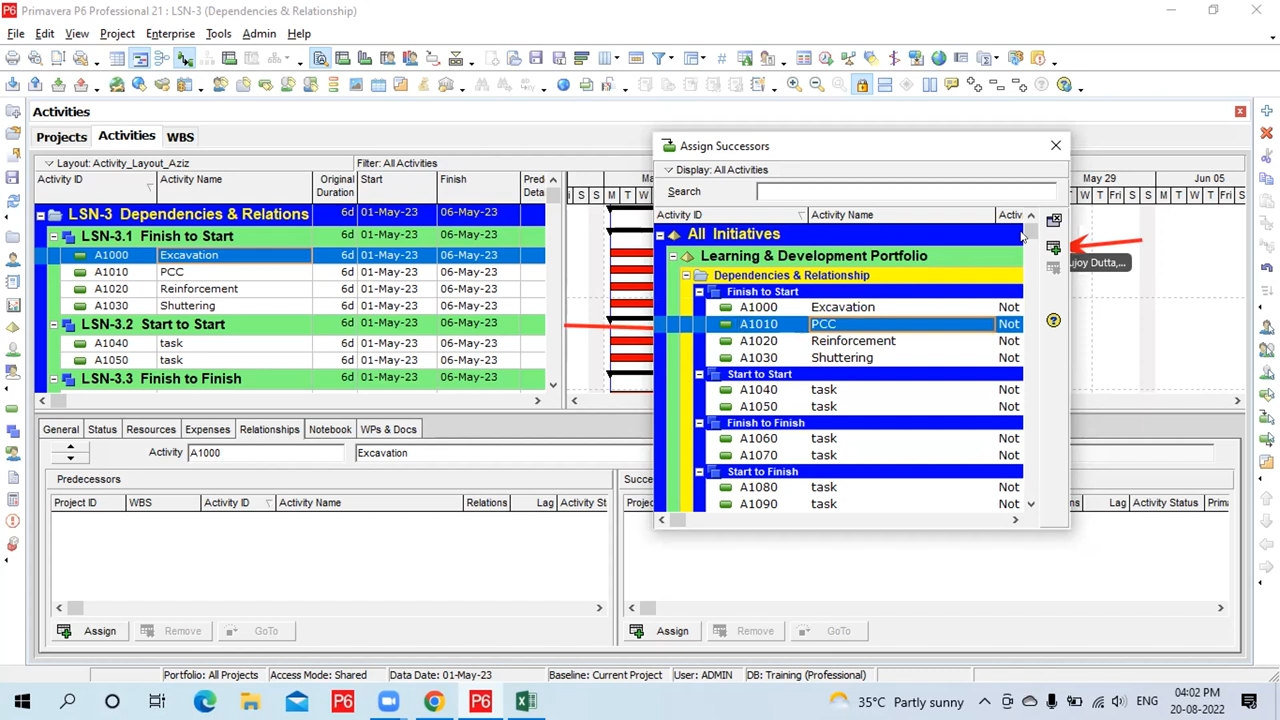 P6 Primavera P6 Professional 21 : LSN-3 (Dependencies & Relationship)
File Edit View Project Enterprise Tools Admin Help
Activities
Projects Activities WBS
Layout: Activity_Layout_Aziz Filter: All Activities
Activity ID Activity Name Original Duration Start Finish Pred Deta
LSN-3 Dependencies & Relations 6d 01-May-23 06-May-23
LSN-3.1 Finish to Start 6d 01-May-23 06-May-23
A1000 Excavation 6d 01-May-23 06-May-23
A1010 PCC 6d 01-May-23 06-May-23
A1020 Reinforcement 6d 01-May-23 06-May-23
A1030 Shuttering 6d 01-May-23 06-May-23
LSN-3.2 Start to Start 6d 01-May-23 06-May-23
A1040 task 6d 01-May-23 06-May-23
A1050 task 6d 01-May-23 06-May-23
LSN-3.3 Finish to Finish 6d 01-May-23 06-May-23
Ma May 29 Jun 05
S S M T W
T F S S M T W T F S
Assign Successors
Display: All Activities
Search
Activity ID Activity Name Activ
All Initiatives
Learning & Development Portfolio
Dependencies & Relationship
Finish to Start
A1000 Excavation Not
A1010 PCC Not
A1020 Reinforcement Not
A1030 Shuttering Not
Start to Start
A1040 task Not
A1050 task Not
Finish to Finish
A1060 task Not
A1070 task Not
Start to Finish
A1080 task Not
A1090 task Not
ujoy Dutta,...
General Status Resources Expenses Relationships Notebook WPs & Docs
Activity A1000 Excavation
Predecessors
Project ID WBS Activity ID Activity Name Relations Lag Activity St
Assign Remove GoTo
Succe
Projec ns Lag Activity Status Prima
Assign Remove GoTo
Portfolio: All Projects Access Mode: Shared Data Date: 01-May-23 Baseline: Current Project User: ADMIN DB: Training (Professional)
P6 P6 35°C Partly sunny ENG 04:02 PM
20-08-2022